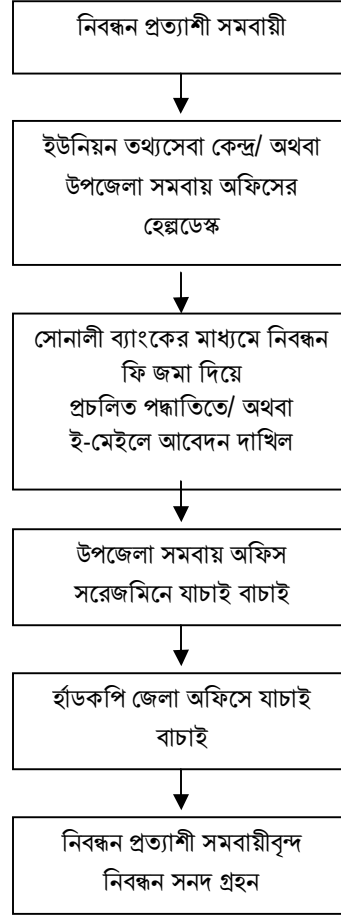 নিবন্ধন প্রত্যাশী সমবায়ী
ইউনিয়ন তথ্যসেবা কেন্দ্র/ অথবা
উপজেলা সমবায় অফিসের
হেল্পডেস্ক
সোনালী ব্যাংকের মাধ্যমে নিবন্ধন
ফি জমা দিয়ে
প্রচলিত পদ্ধাতিতে/ অথবা
ই-মেইলে আবেদন দাখিল
উপজেলা সমবায় অফিস
সরেজমিনে যাচাই বাচাই
হার্ডকপি জেলা অফিসে যাচাই
বাচাই
নিবন্ধন প্রত্যাশী সমবায়ীবৃন্দ
নিবন্ধন সনদ গ্রহন